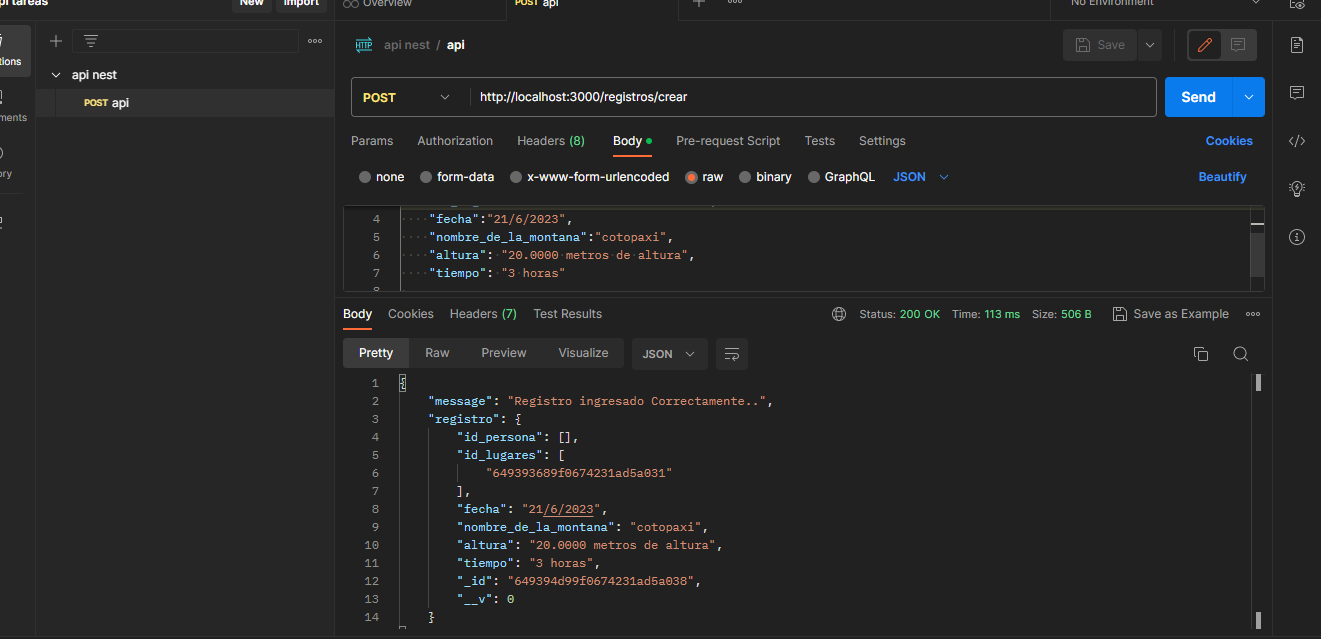 New
Import
Overview
POST api
No Environment
api nest
POST api
HTTP api nest / api
Save
POST
http://localhost:3000/registros/crear
Send
Params Authorization Headers (8) Body Pre-request Script Tests Settings
Cookies
none form-data x-www-form-urlencoded raw binary GraphQL JSON
Beautify
4 "fecha":"21/6/2023",
5 "nombre_de_la_montana":"cotopaxi",
6 "altura": "20.0000 metros de altura",
7 "tiempo": "3 horas"
Body Cookies Headers (7) Test Results
Status: 200 OK Time: 113 ms Size: 506 B Save as Example
Pretty Raw Preview Visualize JSON
1 {
2 "message": "Registro ingresado Correctamente..",
3 "registro": {
4 "id_persona": [],
5 "id_lugares": [
6 "649393689f0674231ad5a031"
7 ],
8 "fecha": "21/6/2023",
9 "nombre_de_la_montana": "cotopaxi",
10 "altura": "20.0000 metros de altura",
11 "tiempo": "3 horas",
12 "_id": "649394d99f0674231ad5a038",
13 "__v": 0
14 }